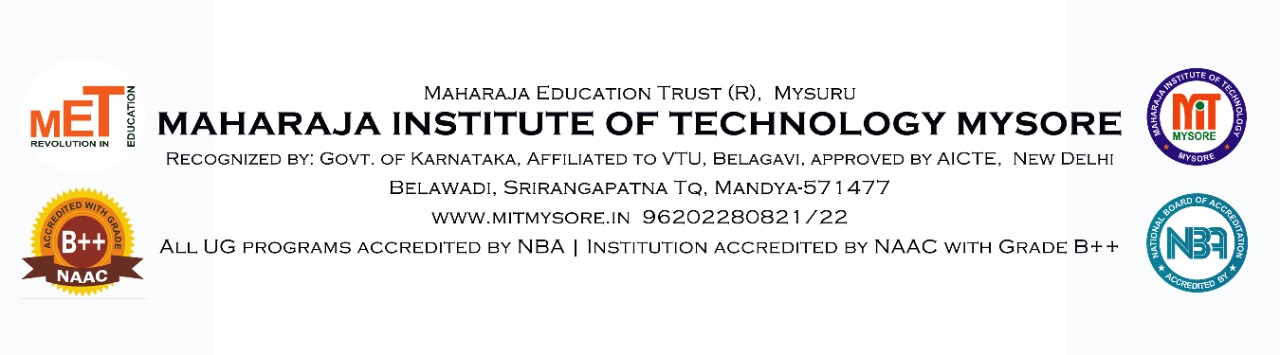 MET
REVOLUTION IN
EDUCATION
MAHARAJA EDUCATION TRUST (R), MYSURU
MAHARAJA INSTITUTE OF TECHNOLOGY MYSORE
RECOGNIZED BY: GOVT. OF KARNATAKA, AFFILIATED TO VTU, BELAGAVI, APPROVED BY AICTE, NEW DELHI
BELAWADI, SRIRANGAPATNA TQ, MANDYA-571477
WWW.MITMYSORE.IN 96202280821/22
ALL UG PROGRAMS ACCREDITED BY NBA | INSTITUTION ACCREDITED BY NAAC WITH GRADE B++
ACCREDITED WITH GRADE
B++
NAAC
MAHARAJA INSTITUTE OF TECHNOLOGY
MiT
MYSORE
MYSORE
NATIONAL BOARD OF ACCREDITATION
NBA
ACCREDITED BY